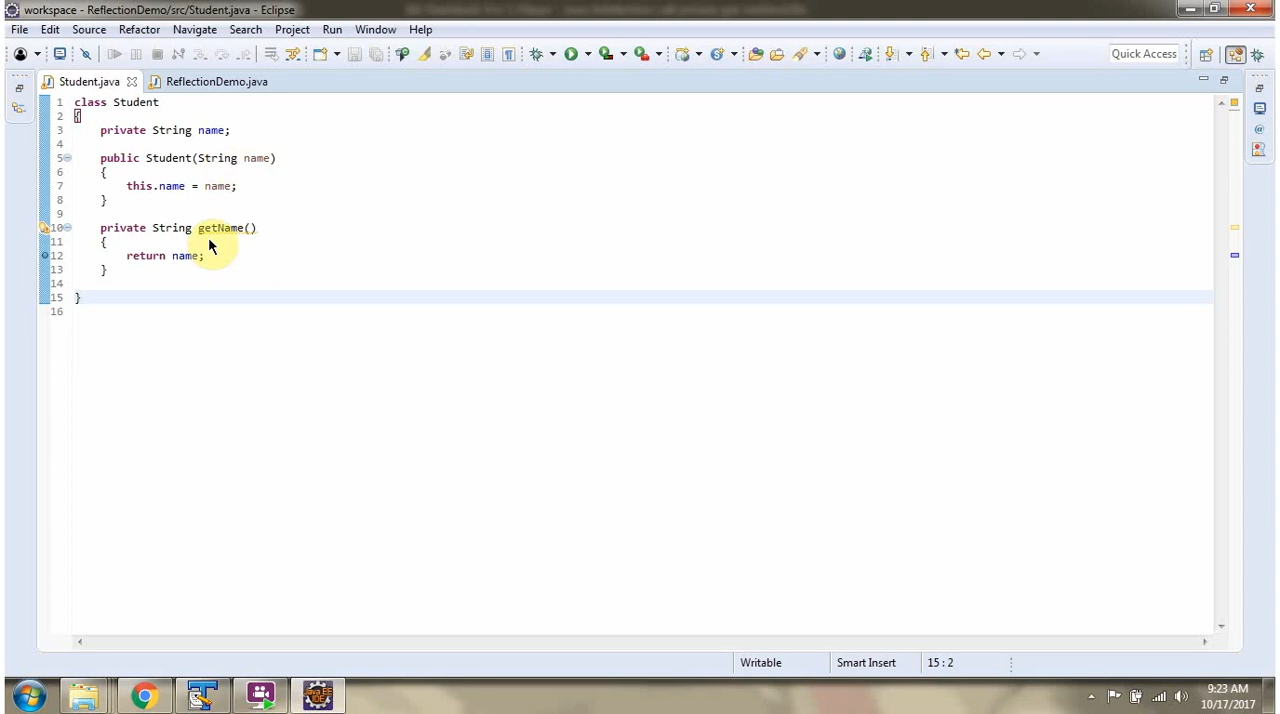 workspace - ReflectionDemo/src/Student.java - Eclipse
File Edit Source Refactor Navigate Search Project Run Window Help
Quick Access
Student.java ReflectionDemo.java
1 class Student
2 {
3 private String name;
4
5 public Student(String name)
6 {
7 this.name = name;
8 }
9
10 private String getName()
11 {
12 return name;
13 }
14
15 }
16
Writable Smart Insert 15 : 2
Java EE
IDE
9:23 AM
10/17/2017